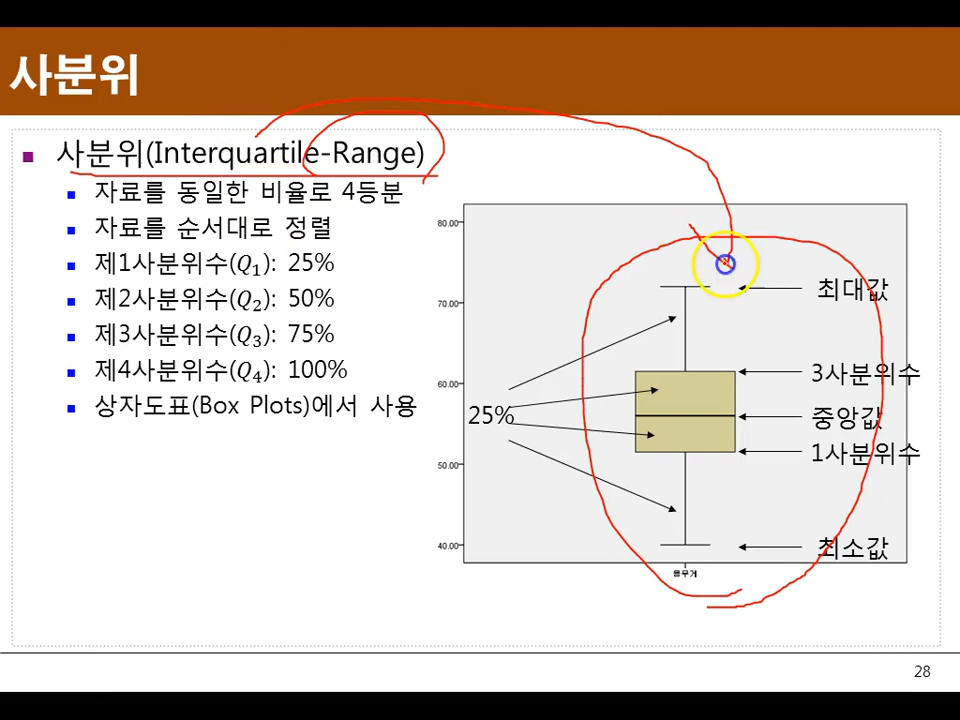 사분위
사분위(Interquartile-Range)
자료를 동일한 비율로 4등분
자료를 순서대로 정렬
제1사분위수(Q1): 25%
제2사분위수(Q2): 50%
제3사분위수(Q3): 75%
제4사분위수(Q4): 100%
상자도표(Box Plots)에서 사용
80.00
70.00
60.00
50.00
40.00
25%
최대값
3사분위수
중앙값
1사분위수
최소값
몸무게
28